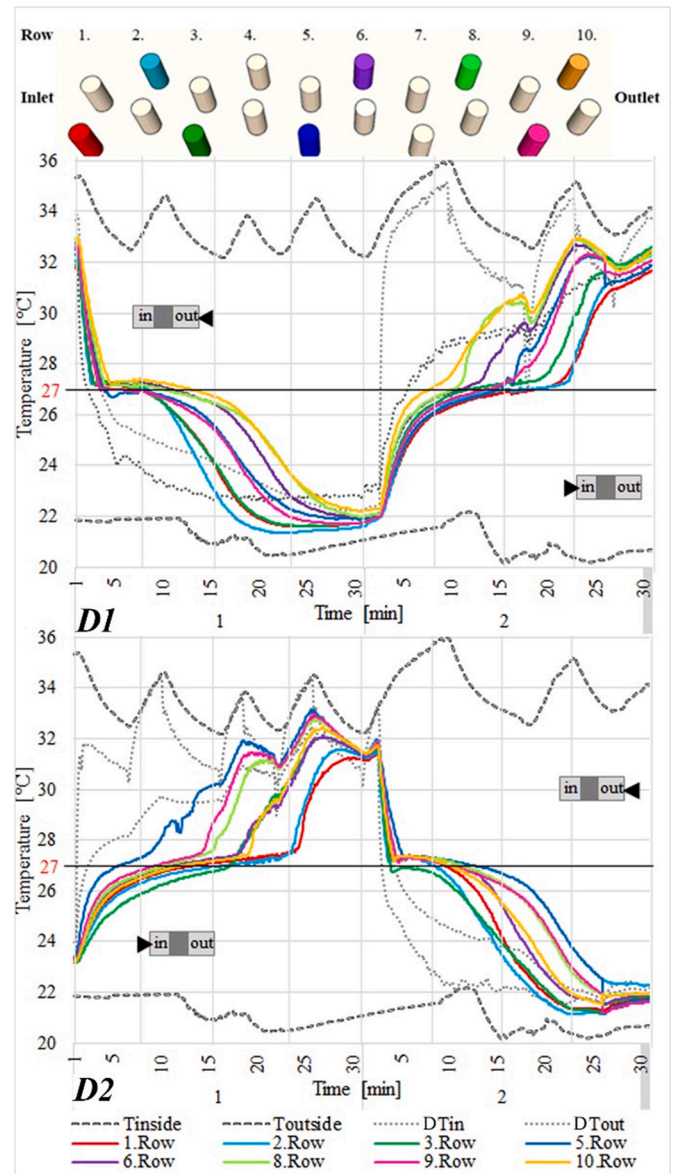 Row 1. 2. 3. 4. 5. 6. 7. 8. 9. 10.
Inlet Outlet
36
34
32
30
28
27
26
24
22
20
Temperature [°C]
in out
in out
1 5 10 15 20 25 30 5 10 15 20 25 30
Time [min]
D1 1 2
36
34
32
30
28
27
26
24
22
20
Temperature [°C]
in out
in out
1 5 10 15 20 25 30 5 10 15 20 25 30
Time [min]
D2 1 2
Tinside Toutside DTin DTout
1.Row 2.Row 3.Row 5.Row
6.Row 8.Row 9.Row 10.Row